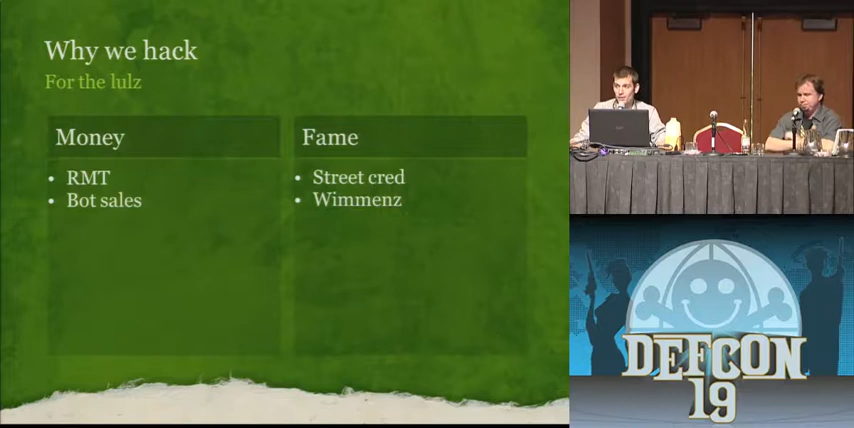 Why we hack
For the lulz
Money
• RMT
• Bot sales
Fame
• Street cred
• Wimmenz
DEFCON
19